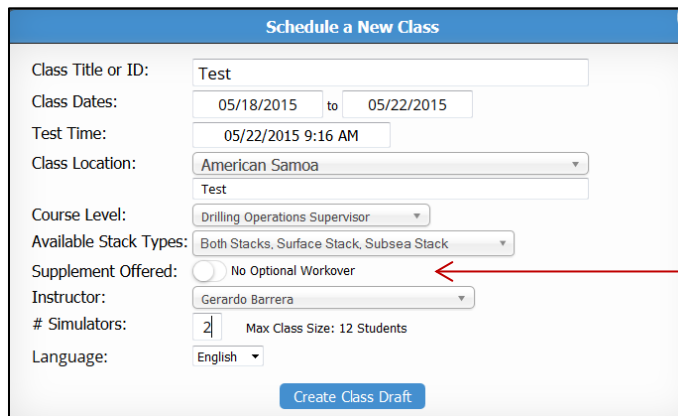 Schedule a New Class
Class Title or ID: Test
Class Dates: 05/18/2015 to 05/22/2015
Test Time: 05/22/2015 9:16 AM
Class Location: American Samoa
Test
Course Level: Drilling Operations Supervisor
Available Stack Types: Both Stacks, Surface Stack, Subsea Stack
Supplement Offered: No Optional Workover
Instructor: Gerardo Barrera
# Simulators: 2 Max Class Size: 12 Students
Language: English
Create Class Draft